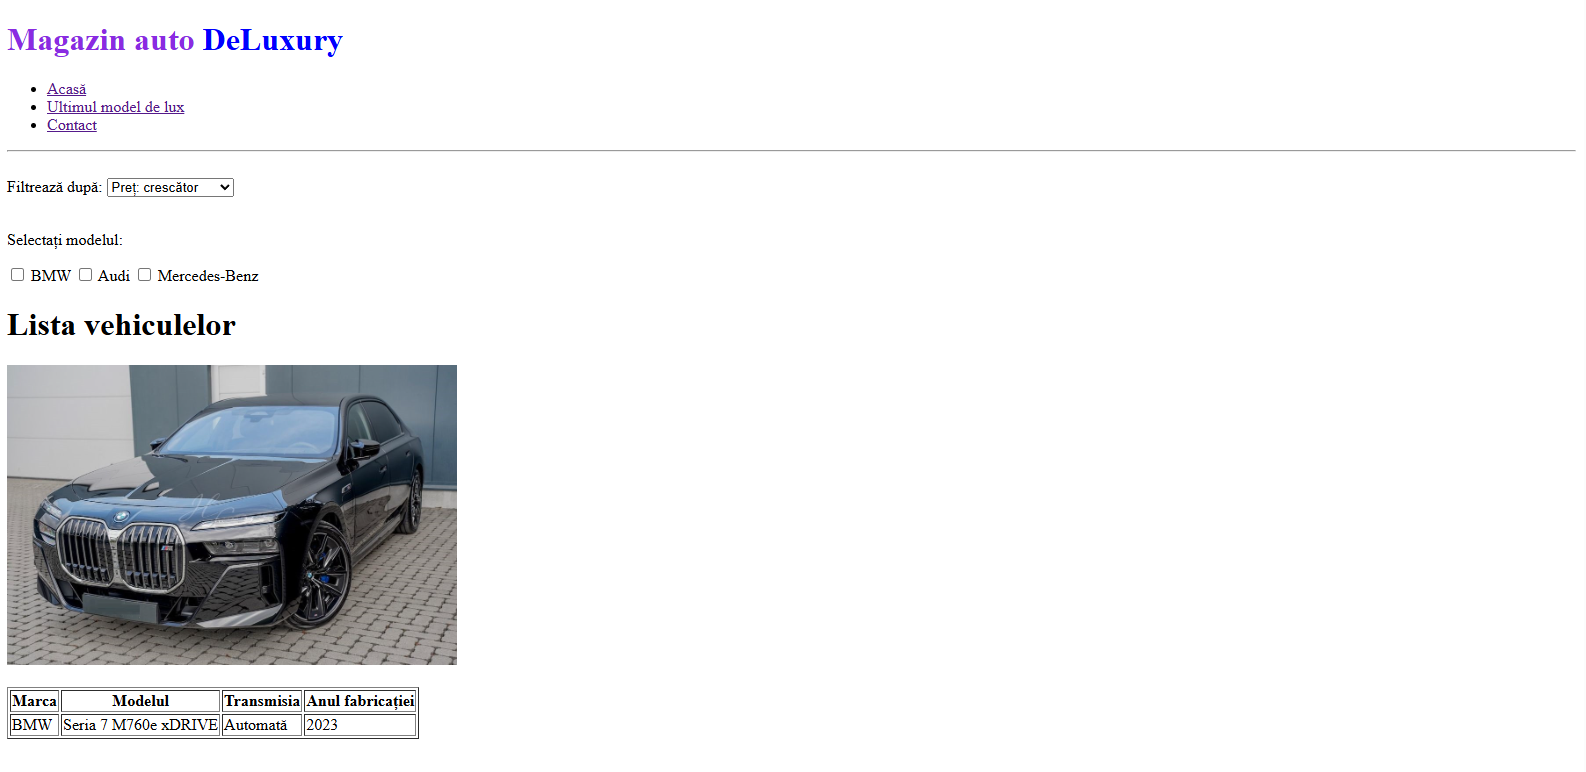 Magazin auto DeLuxury
Acasă
Ultimul model de lux
Contact
Filtrează după: Preț: crescător
Selectați modelul:
BMW Audi Mercedes-Benz
Lista vehiculelor
Marca Modelul Transmisia Anul fabricației
BMW Seria 7 M760e xDRIVE Automată 2023